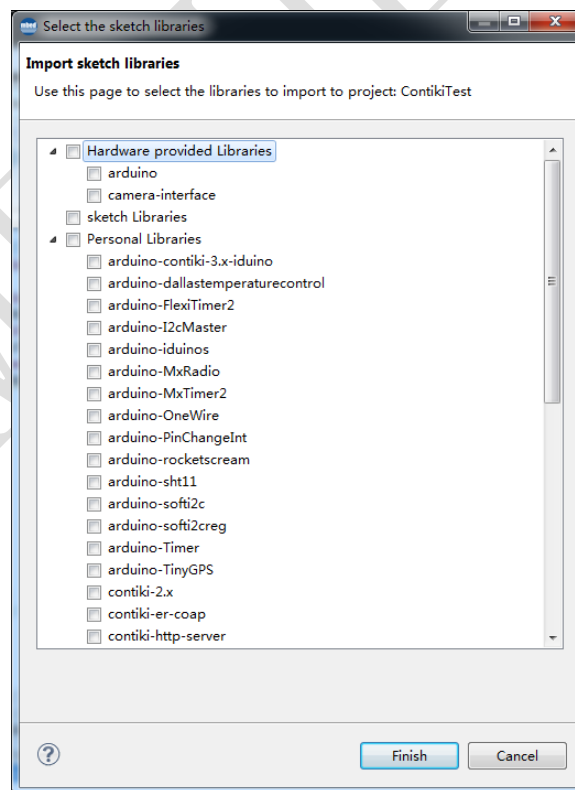 mbed Select the sketch libraries
Import sketch libraries
Use this page to select the libraries to import to project: ContikiTest
Hardware provided Libraries
arduino
camera-interface
sketch Libraries
Personal Libraries
arduino-contiki-3.x-iduino
arduino-dallastemperaturecontrol
arduino-FlexiTimer2
arduino-I2cMaster
arduino-iduinos
arduino-MxRadio
arduino-MxTimer2
arduino-OneWire
arduino-PinChangeInt
arduino-rocketscream
arduino-sht11
arduino-softi2c
arduino-softi2creg
arduino-Timer
arduino-TinyGPS
contiki-2.x
contiki-er-coap
contiki-http-server
? Finish Cancel